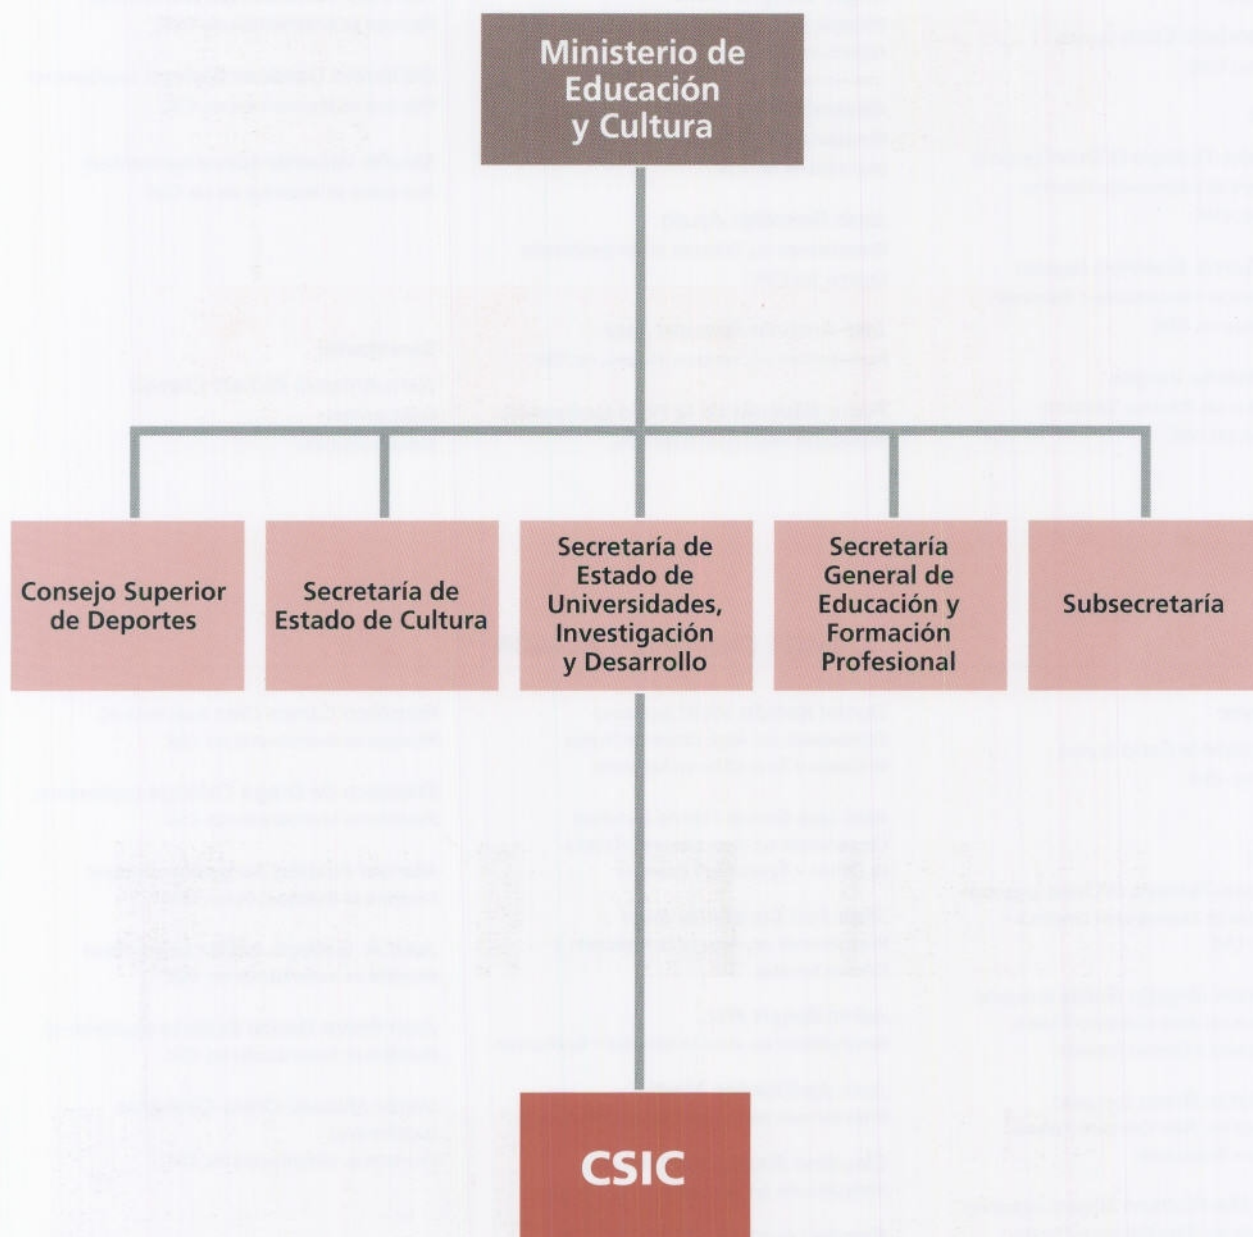 Ministerio de
Educación
y Cultura
Consejo Superior
de Deportes
Secretaría de
Estado de Cultura
Secretaría de
Estado de
Universidades,
Investigación
y Desarrollo
Secretaría
General de
Educación y
Formación
Profesional
Subsecretaría
CSIC